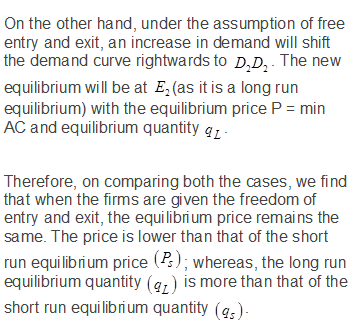 On the other hand, under the assumption of free
entry and exit, an increase in demand will shift
the demand curve rightwards to D₂D₂. The new
equilibrium will be at E₂(as it is a long run
equilibrium) with the equilibrium price P = min
AC and equilibrium quantity q_L.
Therefore, on comparing both the cases, we find
that when the firms are given the freedom of
entry and exit, the equilibrium price remains the
same. The price is lower than that of the short
run equilibrium price (Pₛ); whereas, the long run
equilibrium quantity (q_L) is more than that of the
short run equilibrium quantity (qₛ).